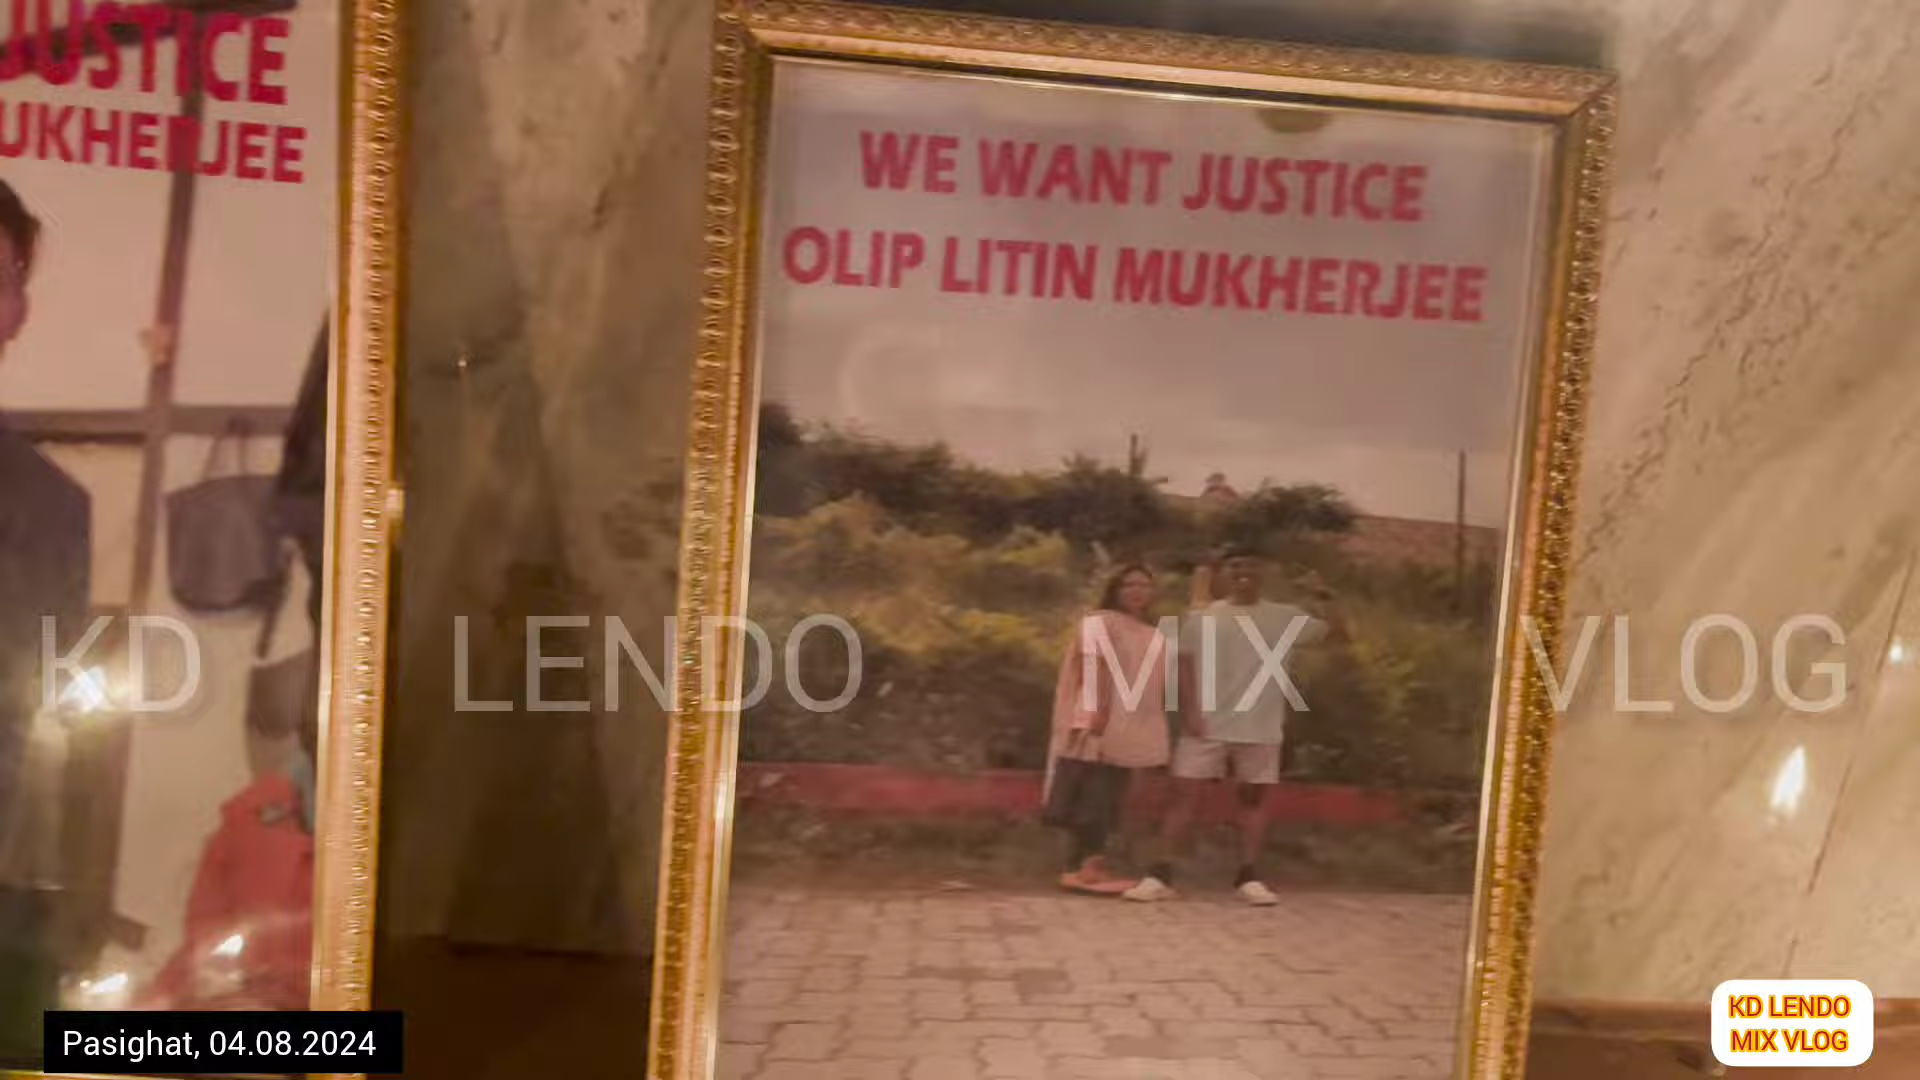 JUSTICE
UKHERJEE
WE WANT JUSTICE
OLIP LITIN MUKHERJEE
KD LENDO MIX VLOG
Pasighat, 04.08.2024
KD LENDO
MIX VLOG